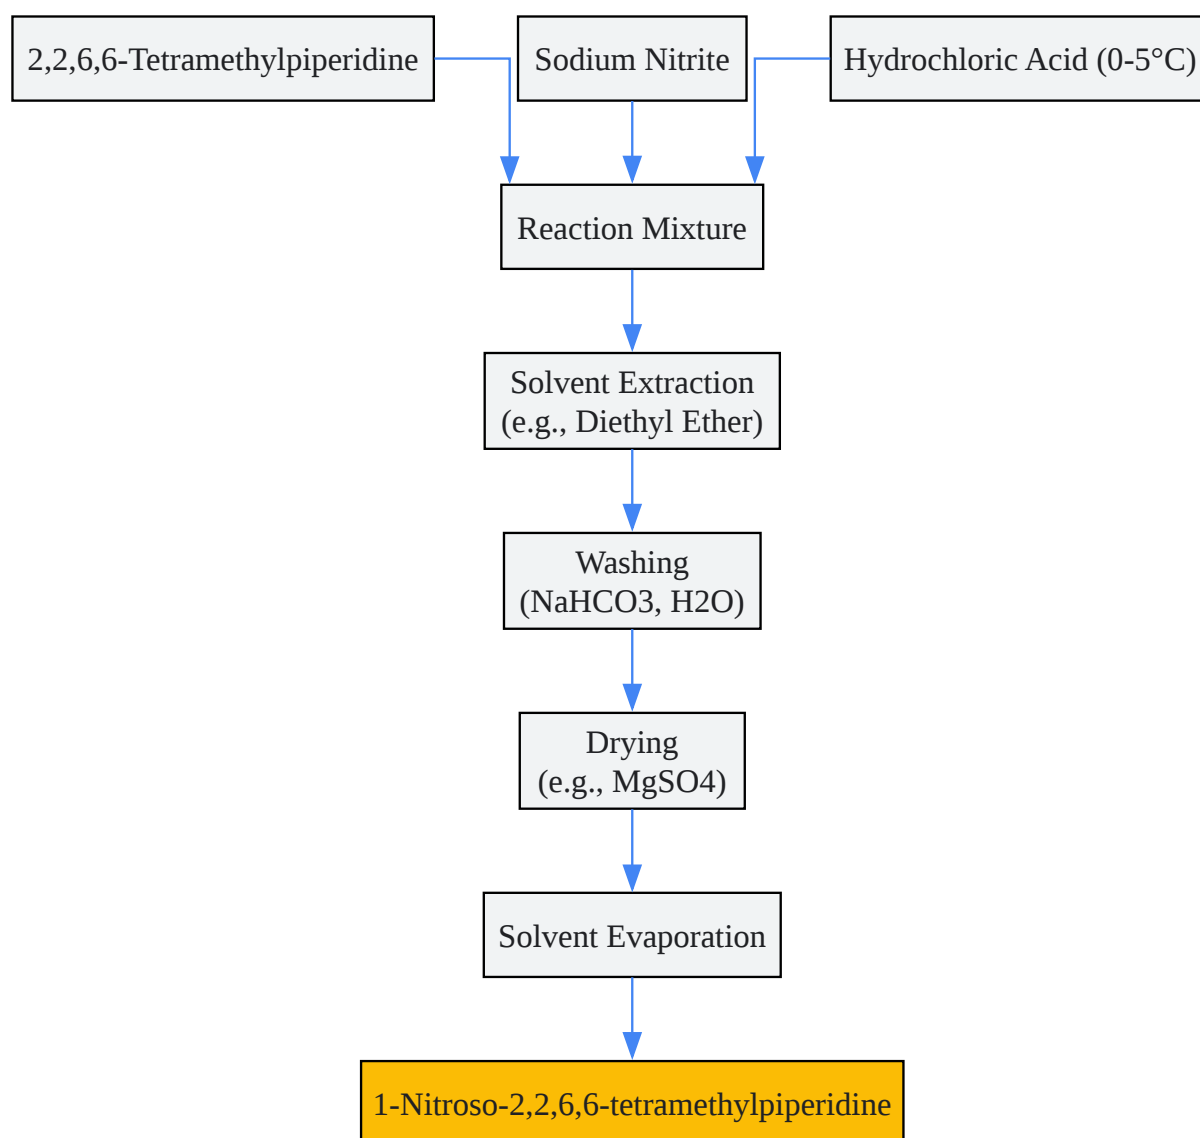 2,2,6,6-Tetramethylpiperidine
Sodium Nitrite
Hydrochloric Acid (0-5°C)
Reaction Mixture
Solvent Extraction
(e.g., Diethyl Ether)
Washing
(NaHCO3, H2O)
Drying
(e.g., MgSO4)
Solvent Evaporation
1-Nitroso-2,2,6,6-tetramethylpiperidine